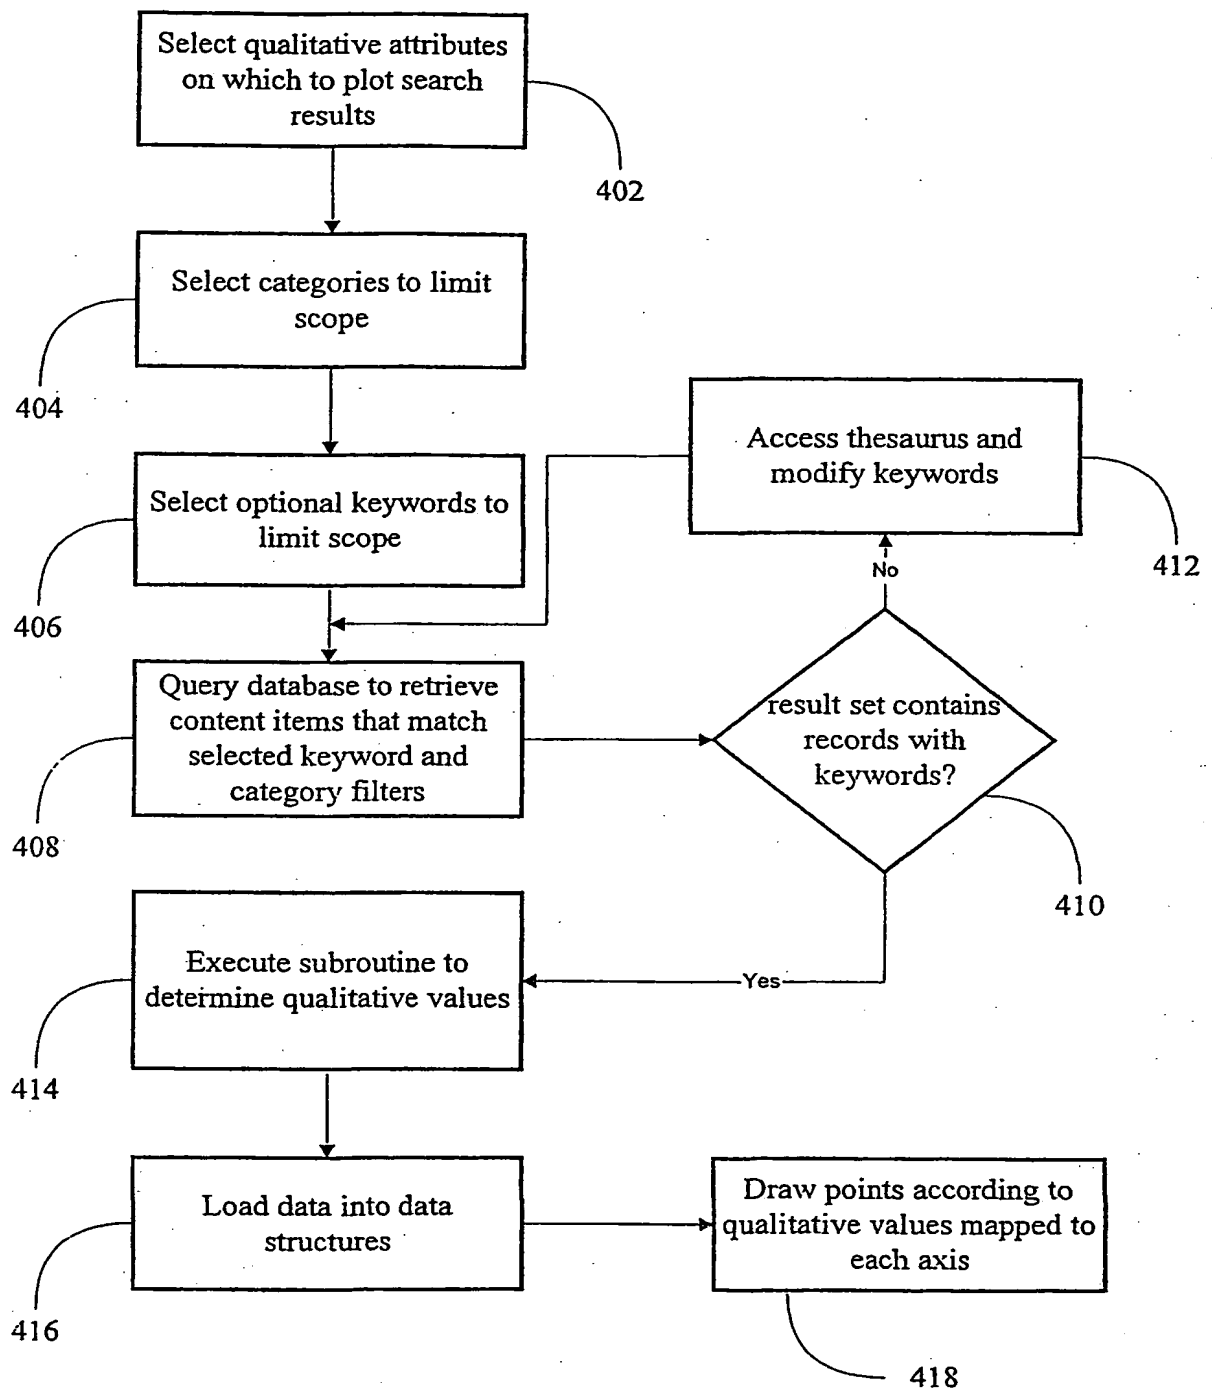 Select qualitative attributes
on which to plot search
results
402
Select categories to limit
scope
404
Select optional keywords to
limit scope
406
Access thesaurus and
modify keywords
412
No
Query database to retrieve
content items that match
selected keyword and
category filters
408
result set contains
records with
keywords?
410
Yes
Execute subroutine to
determine qualitative values
414
Load data into data
structures
416
Draw points according to
qualitative values mapped to
each axis
418